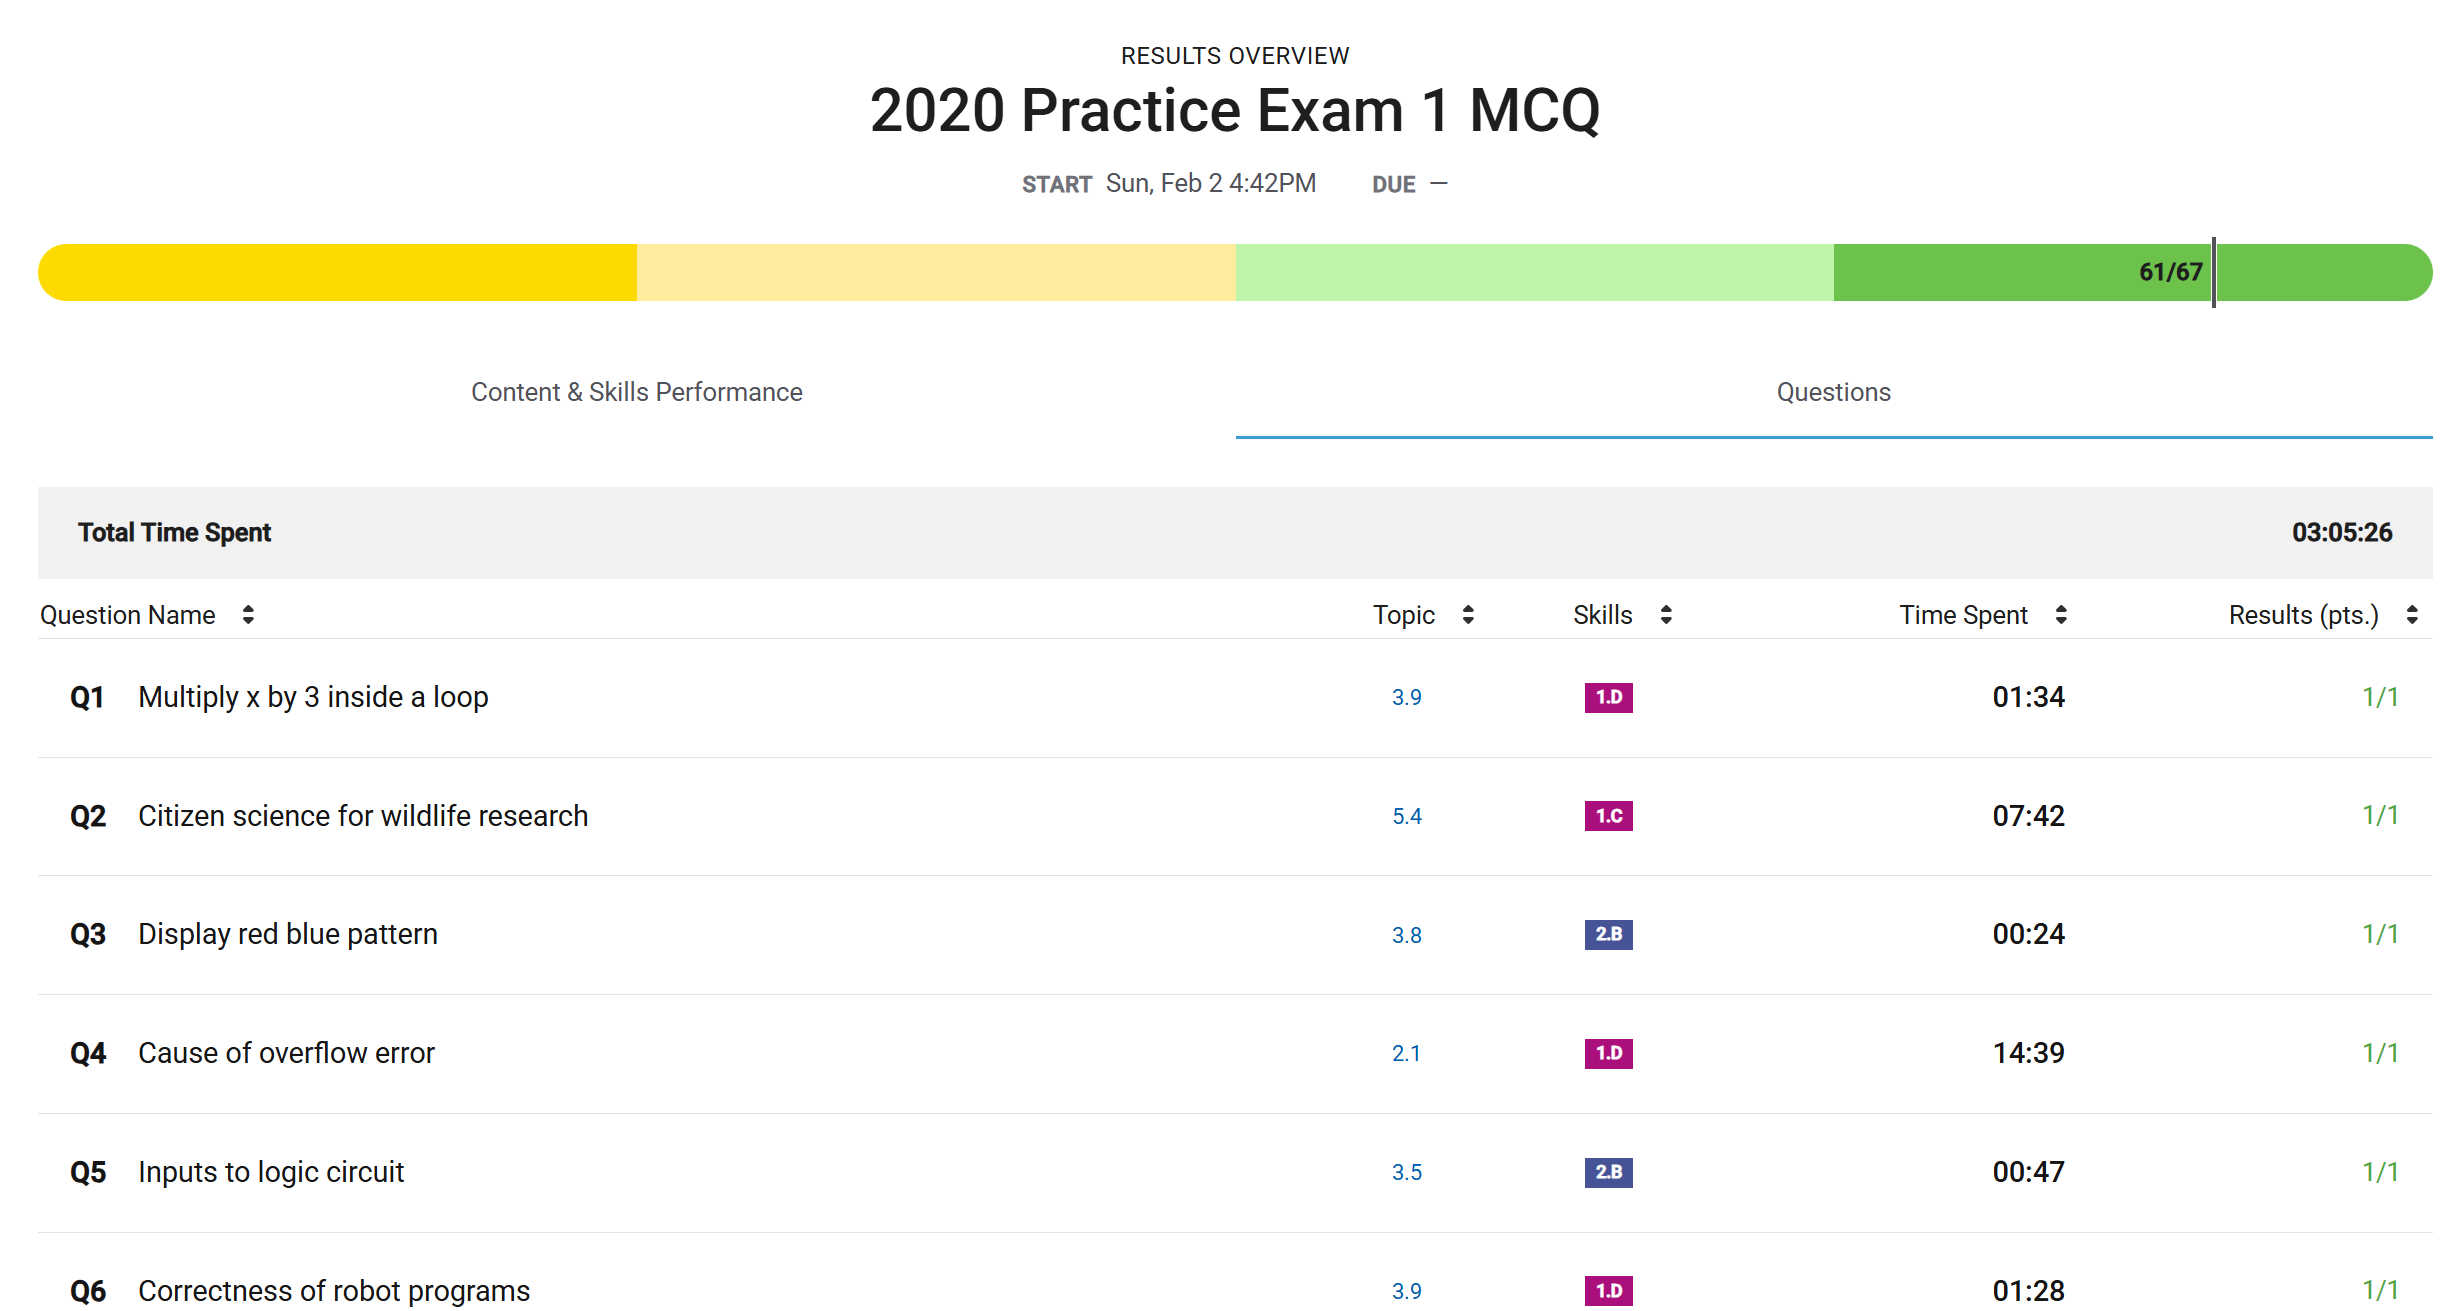 RESULTS OVERVIEW
2020 Practice Exam 1 MCQ
START Sun, Feb 2 4:42PM DUE —
61/67
Content & Skills Performance Questions
Total Time Spent 03:05:26
Question Name Topic Skills Time Spent Results (pts.)
Q1 Multiply x by 3 inside a loop 3.9 1.D 01:34 1/1
Q2 Citizen science for wildlife research 5.4 1.C 07:42 1/1
Q3 Display red blue pattern 3.8 2.B 00:24 1/1
Q4 Cause of overflow error 2.1 1.D 14:39 1/1
Q5 Inputs to logic circuit 3.5 2.B 00:47 1/1
Q6 Correctness of robot programs 3.9 1.D 01:28 1/1